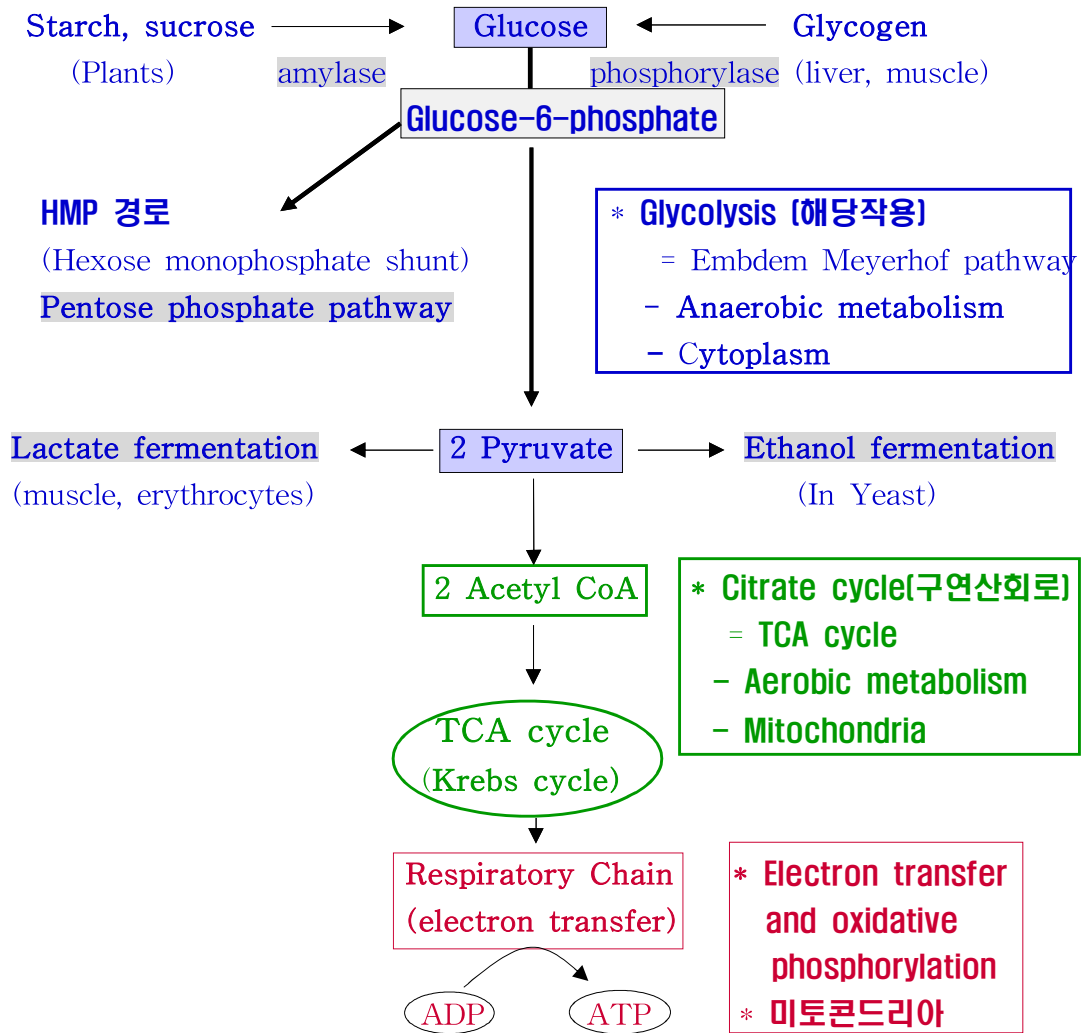 Starch, sucrose
Glucose
Glycogen
(Plants)
amylase
phosphorylase (liver, muscle)
Glucose-6-phosphate
HMP 경로
(Hexose monophosphate shunt)
Pentose phosphate pathway
* Glycolysis (해당작용)
= Embdem Meyerhof pathway
- Anaerobic metabolism
- Cytoplasm
Lactate fermentation
(muscle, erythrocytes)
2 Pyruvate
Ethanol fermentation
(In Yeast)
2 Acetyl CoA
* Citrate cycle(구연산회로)
= TCA cycle
- Aerobic metabolism
- Mitochondria
TCA cycle
(Krebs cycle)
Respiratory Chain
(electron transfer)
* Electron transfer
and oxidative
phosphorylation
* 미토콘드리아
ADP
ATP